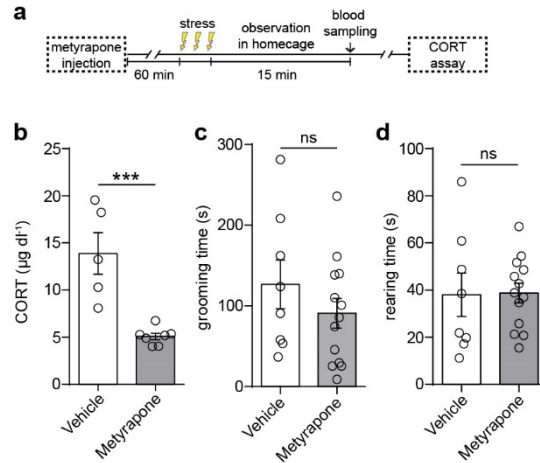 a
stress
observation
in homecage
blood
sampling
metyrapone
injection
60 min
15 min
CORT
assay
b
c
d
CORT (µg dl-1)
25
20
15
10
5
0
***
Vehicle
Metyrapone
grooming time (s)
300
200
100
0
ns
Vehicle
Metyrapone
rearing time (s)
100
80
60
40
20
0
ns
Vehicle
Metyrapone